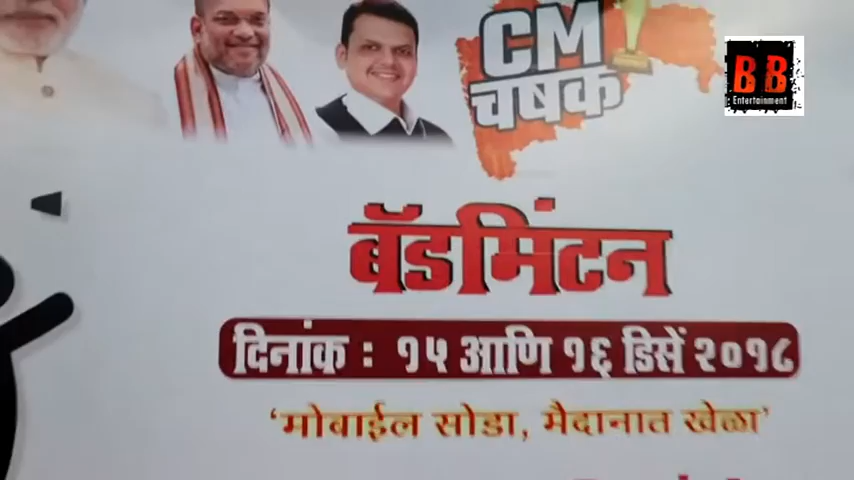 CM
चषक
BB
Entertainment
बॅडमिंटन
दिनांक : १५ आणि १६ डिसें २०१८
‘मोबाईल सोडा, मैदानात खेळा’